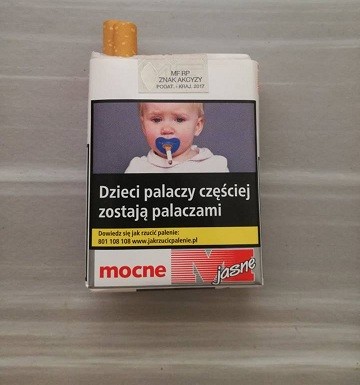 MF.RP
ZNAK AKCYZY
PODAT. - KRAJ. 2017
Dzieci palaczy częściej
zostają palaczami
Dowiedz się jak rzucić palenie:
801 108 108 www.jakrzucicpalenie.pl
mocne
M jasne